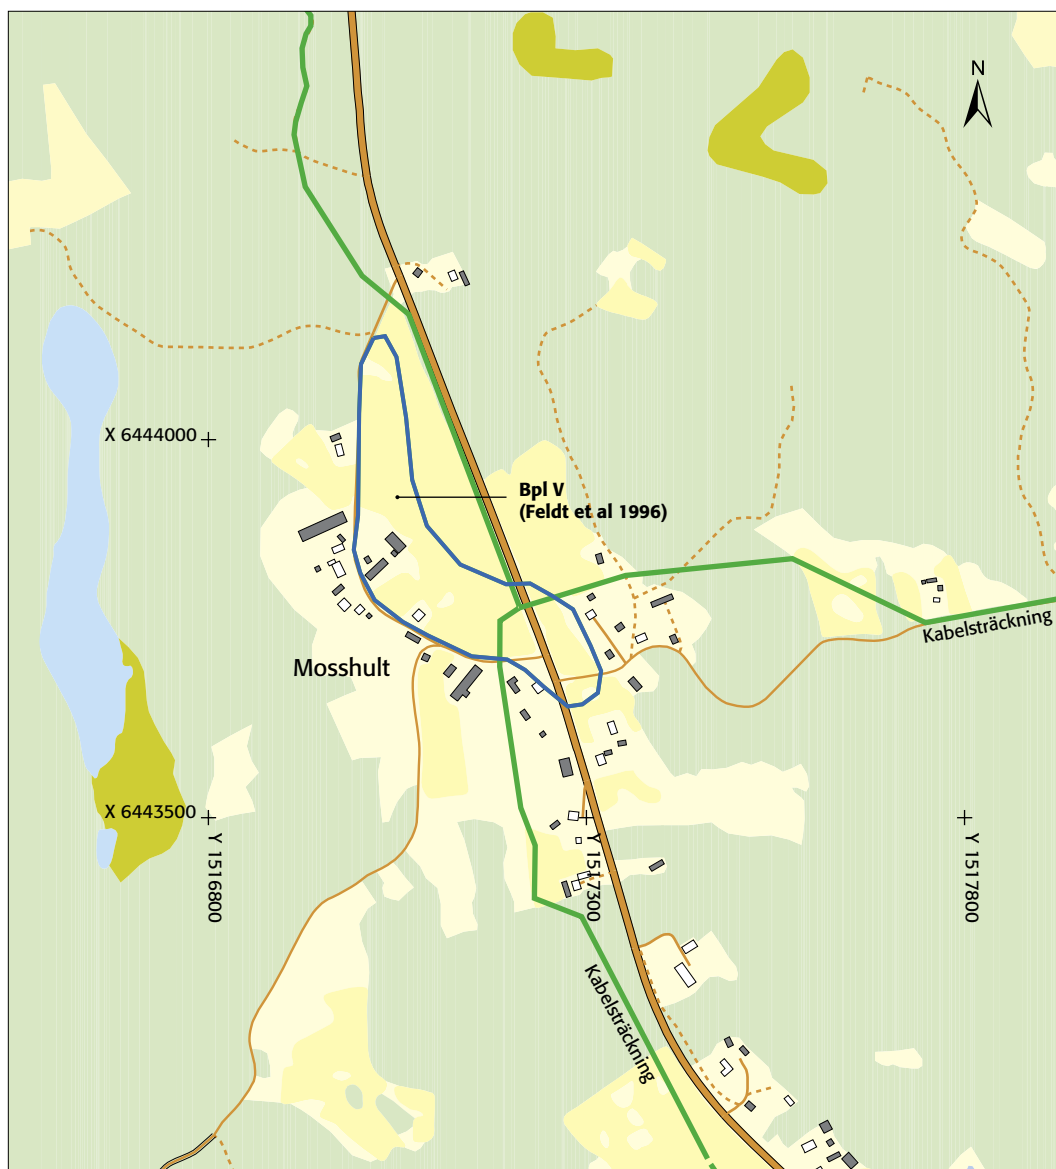 N
X 6444000
Bpl V
(Feldt et al 1996)
Kabelsträckning
Mosshult
X 6443500
Y 1516800
Y 1517300
Y 1517800
Kabelsträckning